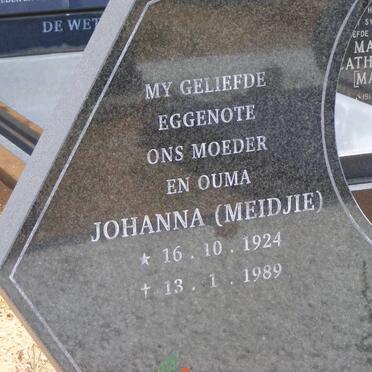 DE WET
MY GELIEFDE
EGGENOTE
ONS MOEDER
EN OUMA
JOHANNA (MEIDJIE)
★ 16 . 10 . 1924
† 13 . 1 . 1989